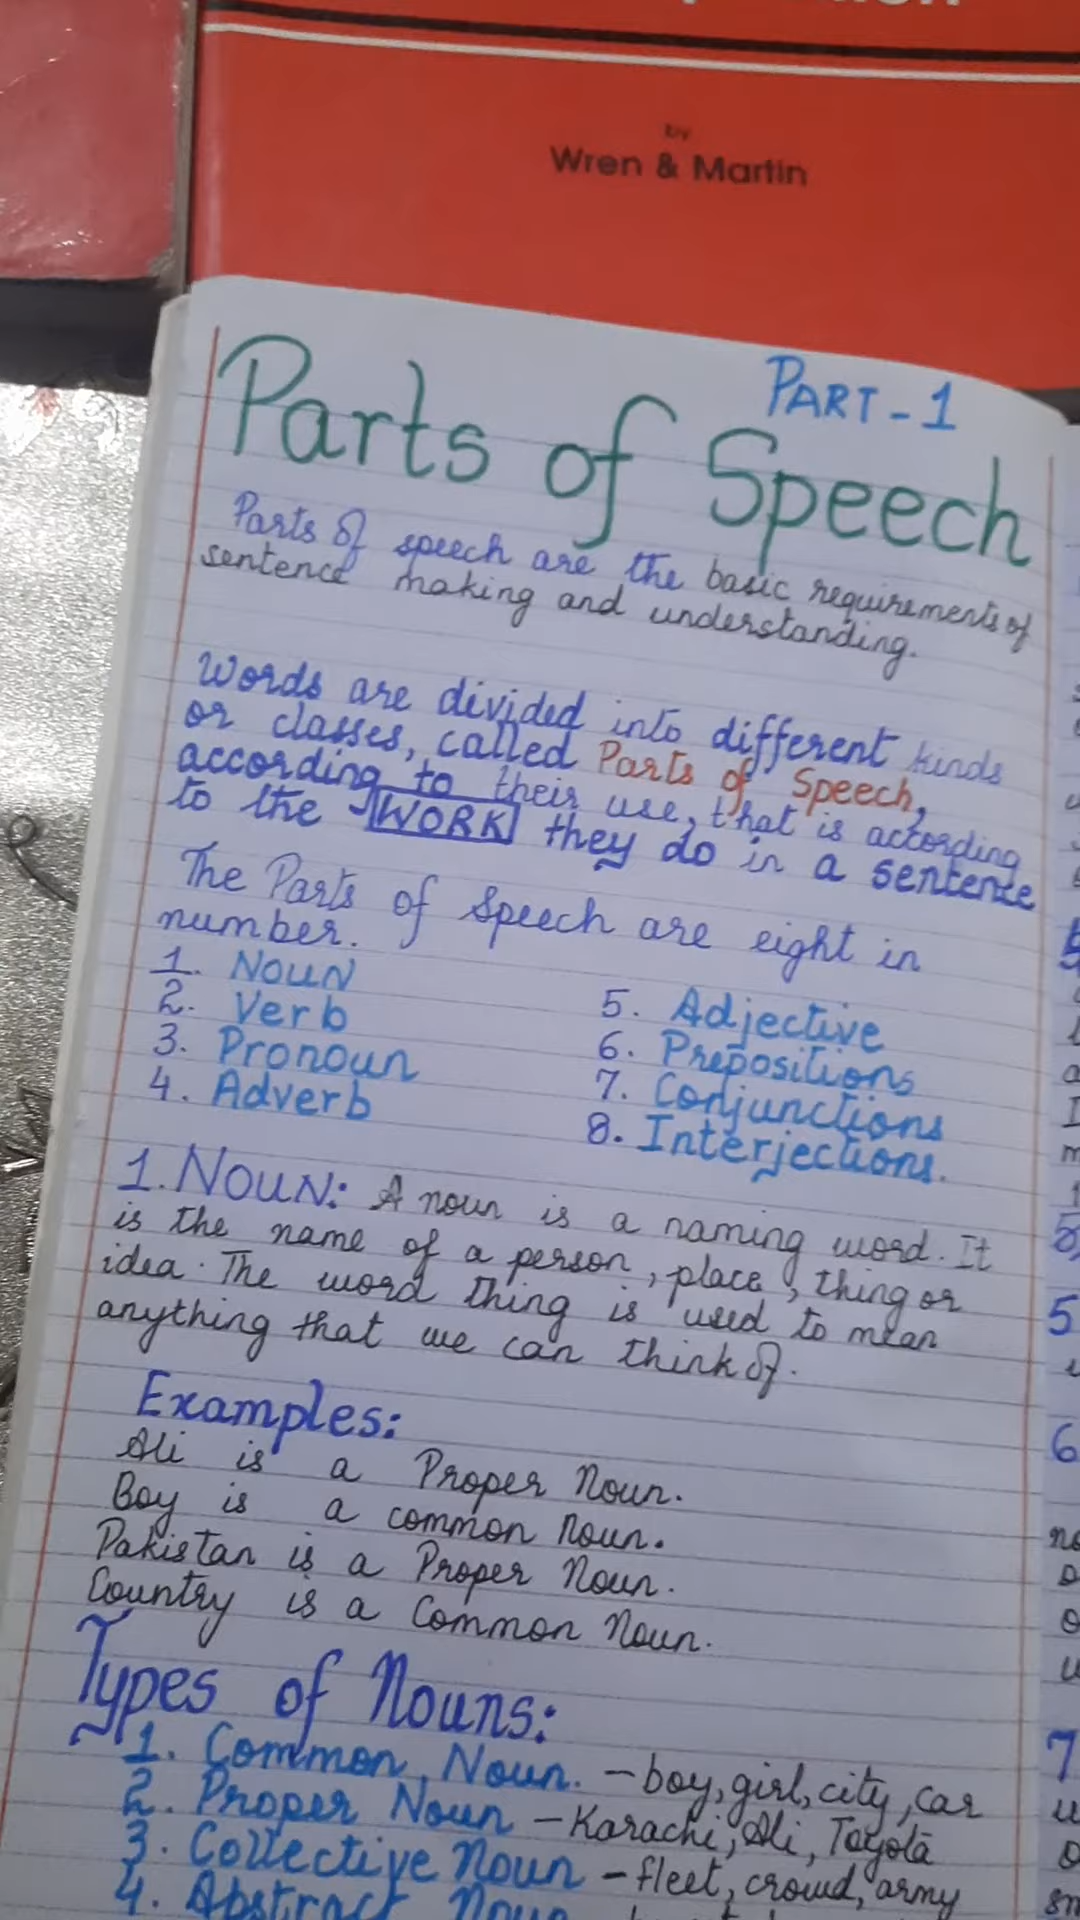 by
Wren & Martin
PART-1
Parts of Speech
Parts of speech are the basic requirements of
sentence making and understanding.
Words are divided into different kinds
or classes, called Parts of Speech,
according to their use, that is according
to the WORK they do in a sentence
The Parts of Speech are eight in
number.
1. NOUN
2. Verb
3. Pronoun
4. Adverb
5. Adjective
6. Prepositions
7. Conjunctions
8. Interjections.
1. NOUN: A noun is a naming word. It
is the name of a person, place, thing or
idea. The word thing is used to mean
anything that we can think of.
Examples:
Ali is a Proper Noun.
Boy is a common Noun.
Pakistan is a Proper Noun.
Country is a Common Noun.
Types of Nouns:
1. Common Noun. - boy, girl, city, car
2. Proper Noun - Karachi, Ali, Toyota
3. Collective Noun - fleet, crowd, army
4. Abstract Noun
5
6
7